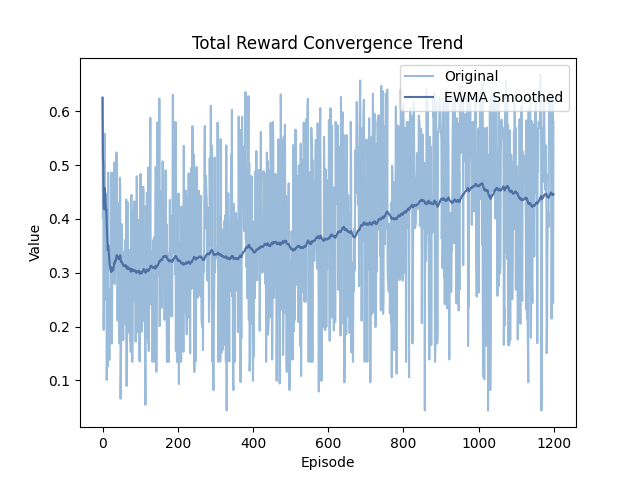 Total Reward Convergence Trend
Original
EWMA Smoothed
Value
0.6
0.5
0.4
0.3
0.2
0.1
0 200 400 600 800 1000 1200
Episode